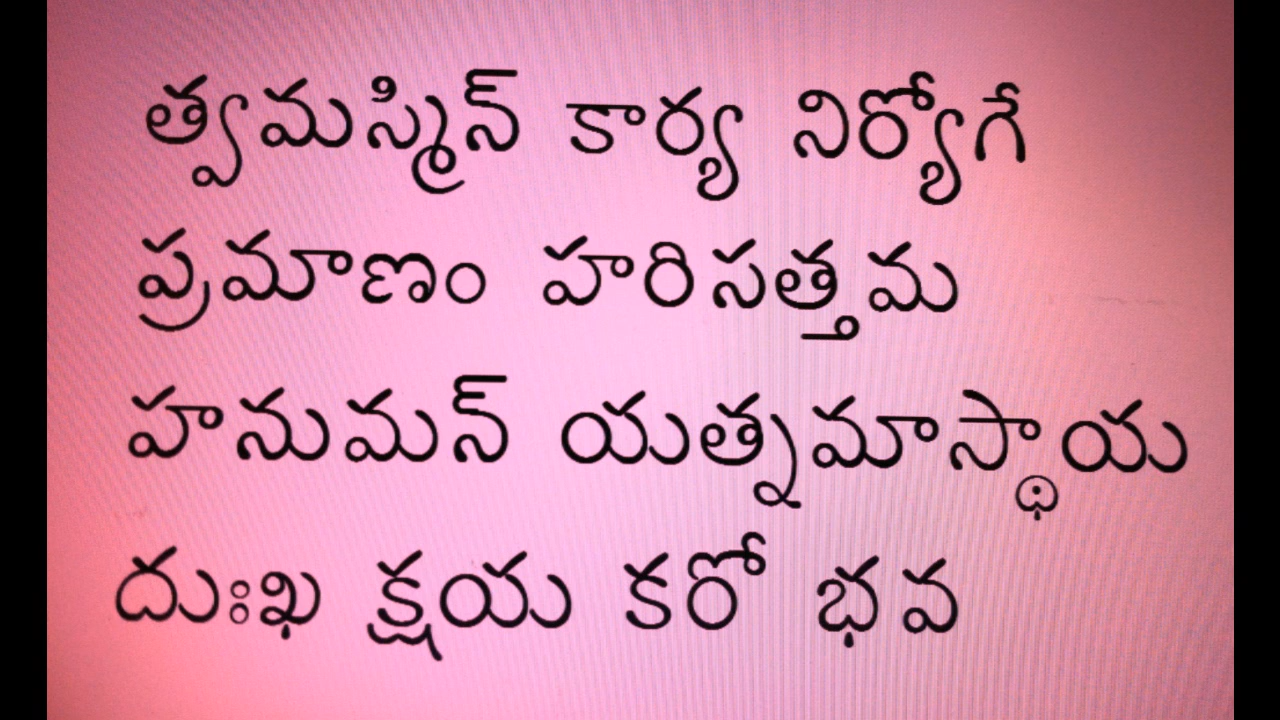 త్వమస్మిన్ కార్య నిర్యోగే
ప్రమాణం హరిసత్తమ
హనుమన్ యత్నమాస్థాయ
దుఃఖ క్షయ కరో భవ